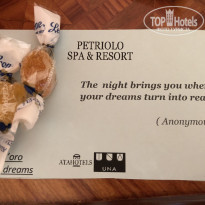 TOP HOTELS
PETRIOLO
SPA & RESORT
The night brings you whe
your dreams turn into rea
( Anonymou
'oro
dreams
ATAHOTELS
UNA